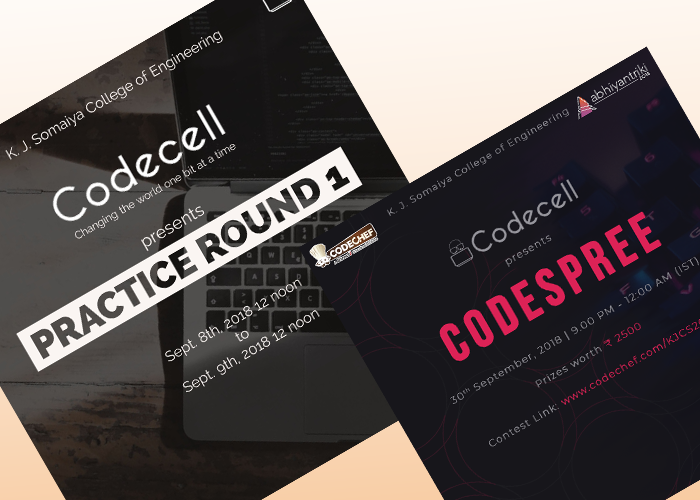 K. J. Somaiya College of Engineering
Codecell
Changing the world one bit at a time
presents
PRACTICE ROUND 1
Sept. 8th, 2018 12 noon
to
Sept. 9th, 2018 12 noon
abhiyantriki
K. J. Somaiya College of Engineering
CODECHEF
Codecell
presents
CODESPREE
30th September, 2018 | 9.00 PM - 12:00 AM (IST)
Prizes worth ₹ 2500
Contest Link: www.codechef.com/KJCS20